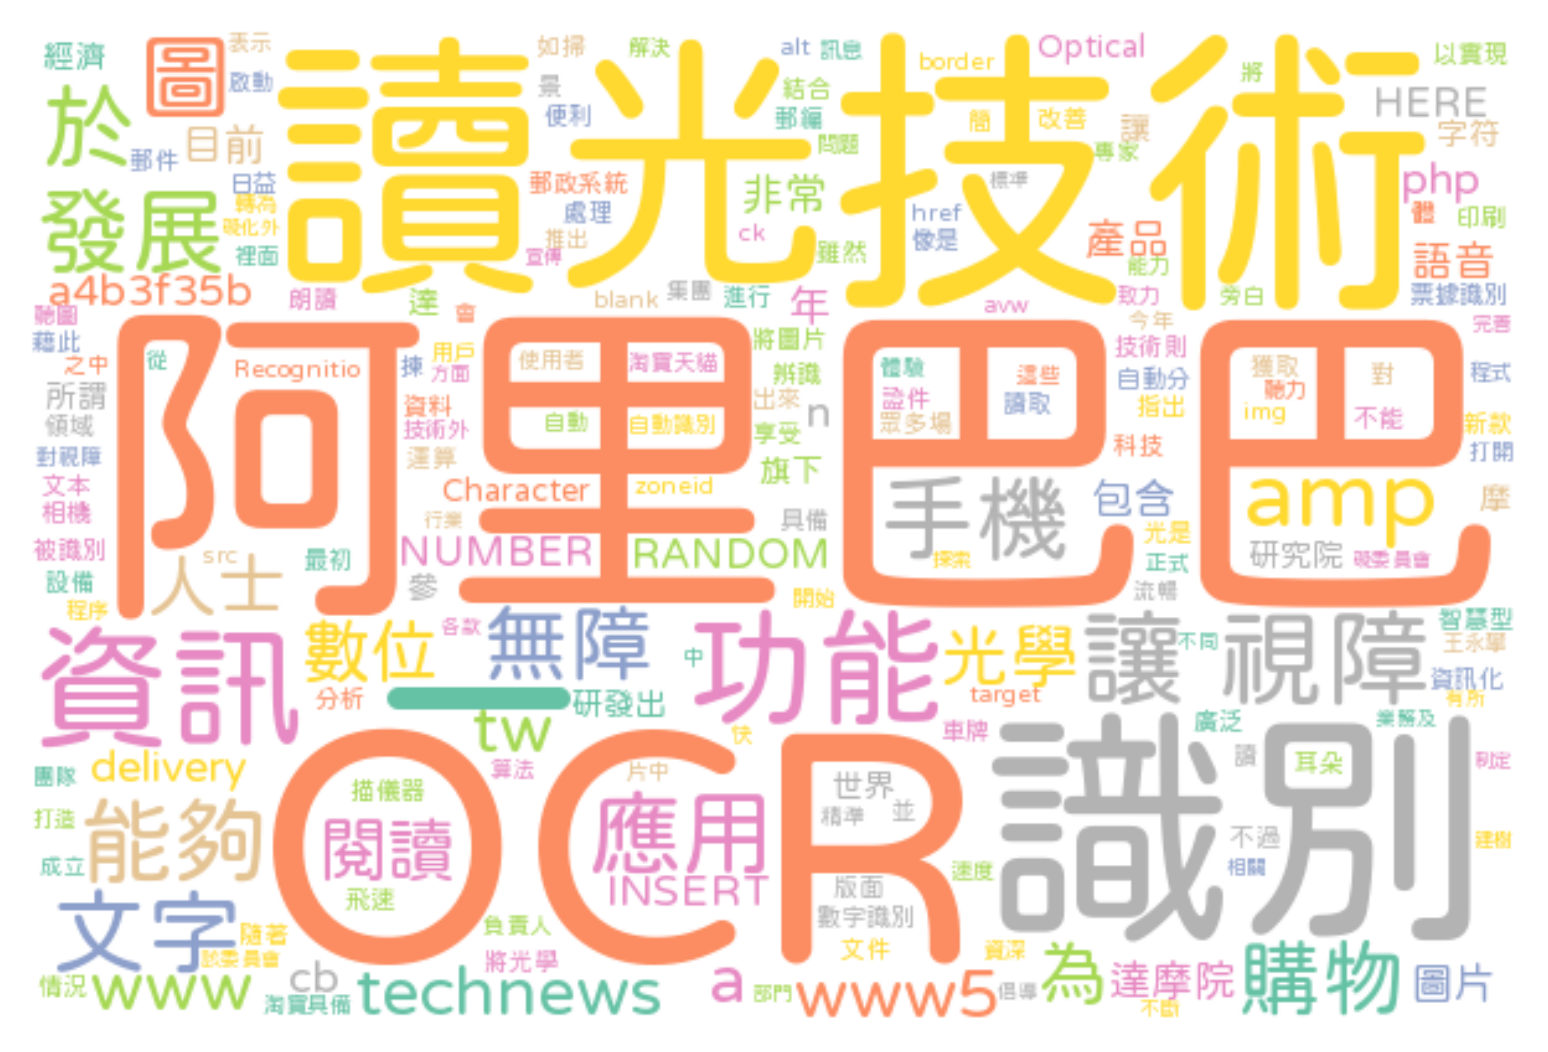 經濟
圖
表示
啟動
讀光技術
如掃
解決
alt
訊息
border
Optical
將
以實現
於
目前
郵件
景
便利
結合
郵編
問題
簡
改善
讓
專家
HERE
字符
發展
日益
轉為
礙化外
裡面
郵政系統
處理
推出
宣傳
非常
ck
雖然
標準
href
像是
產品
能力
php
體
印刷
語音
票據識別
a4b3f35b
朗讀
達
會
blank
集團
進行
年
avw
致力
旁白
今年
完善
聽圖
藉此
之中
從
Recognitio
揀
用戶
方面
阿里巴巴
使用者
淘寶天貓
將圖片
辨識
體驗
證件
眾多場
這些
讀取
技術則
自動分
指出
獲取
聽力
img
對
不能
程式
新款
打開
所謂
領域
資料
技術外
運算
自動
自動識別
出來
享受
n
旗下
科技
對視障
文本
相機
被識別
設備
程序
Character
zoneid
行業
NUMBER
RANDOM
具備
手機
探索
包含
光是
正式
流暢
amp
研究院
礙委員會
摩
人士
src
最初
參
開始
資訊
數位
各款
無障
中
功能
光學
讓
不同
視障
智慧型
王永攀
資訊化
有所
分析
一
研發出
target
tw
快
車牌
廣泛
業務及
團隊
delivery
算法
OCR
識別
讀
耳朵
制定
打造
能夠
描儀器
閱讀
飛速
片中
應用
INSERT
世界
精準
並
版面
數字識別
速度
不過
相關
建樹
成立
文字
隨著
該委員會
負責人
將光學
文件
資深
情況
www
cb
淘寶具備
technews
a
部門
www5
倡導
為
達摩院
不斷
購物
圖片